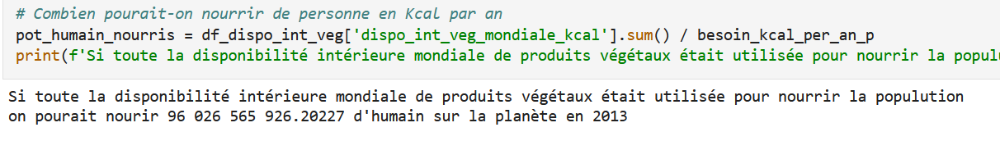 # Combien pourait-on nourrir de personne en Kcal par an
pot_humain_nourris = df_dispo_int_veg['dispo_int_veg_mondiale_kcal'].sum() / besoin_kcal_per_an_p
print(f'Si toute la disponibilité intérieure mondiale de produits végétaux était utilisée pour nourrir la popul
Si toute la disponibilité intérieure mondiale de produits végétaux était utilisée pour nourrir la populution
on pourait nourir 96 026 565 926.20227 d'humain sur la planète en 2013